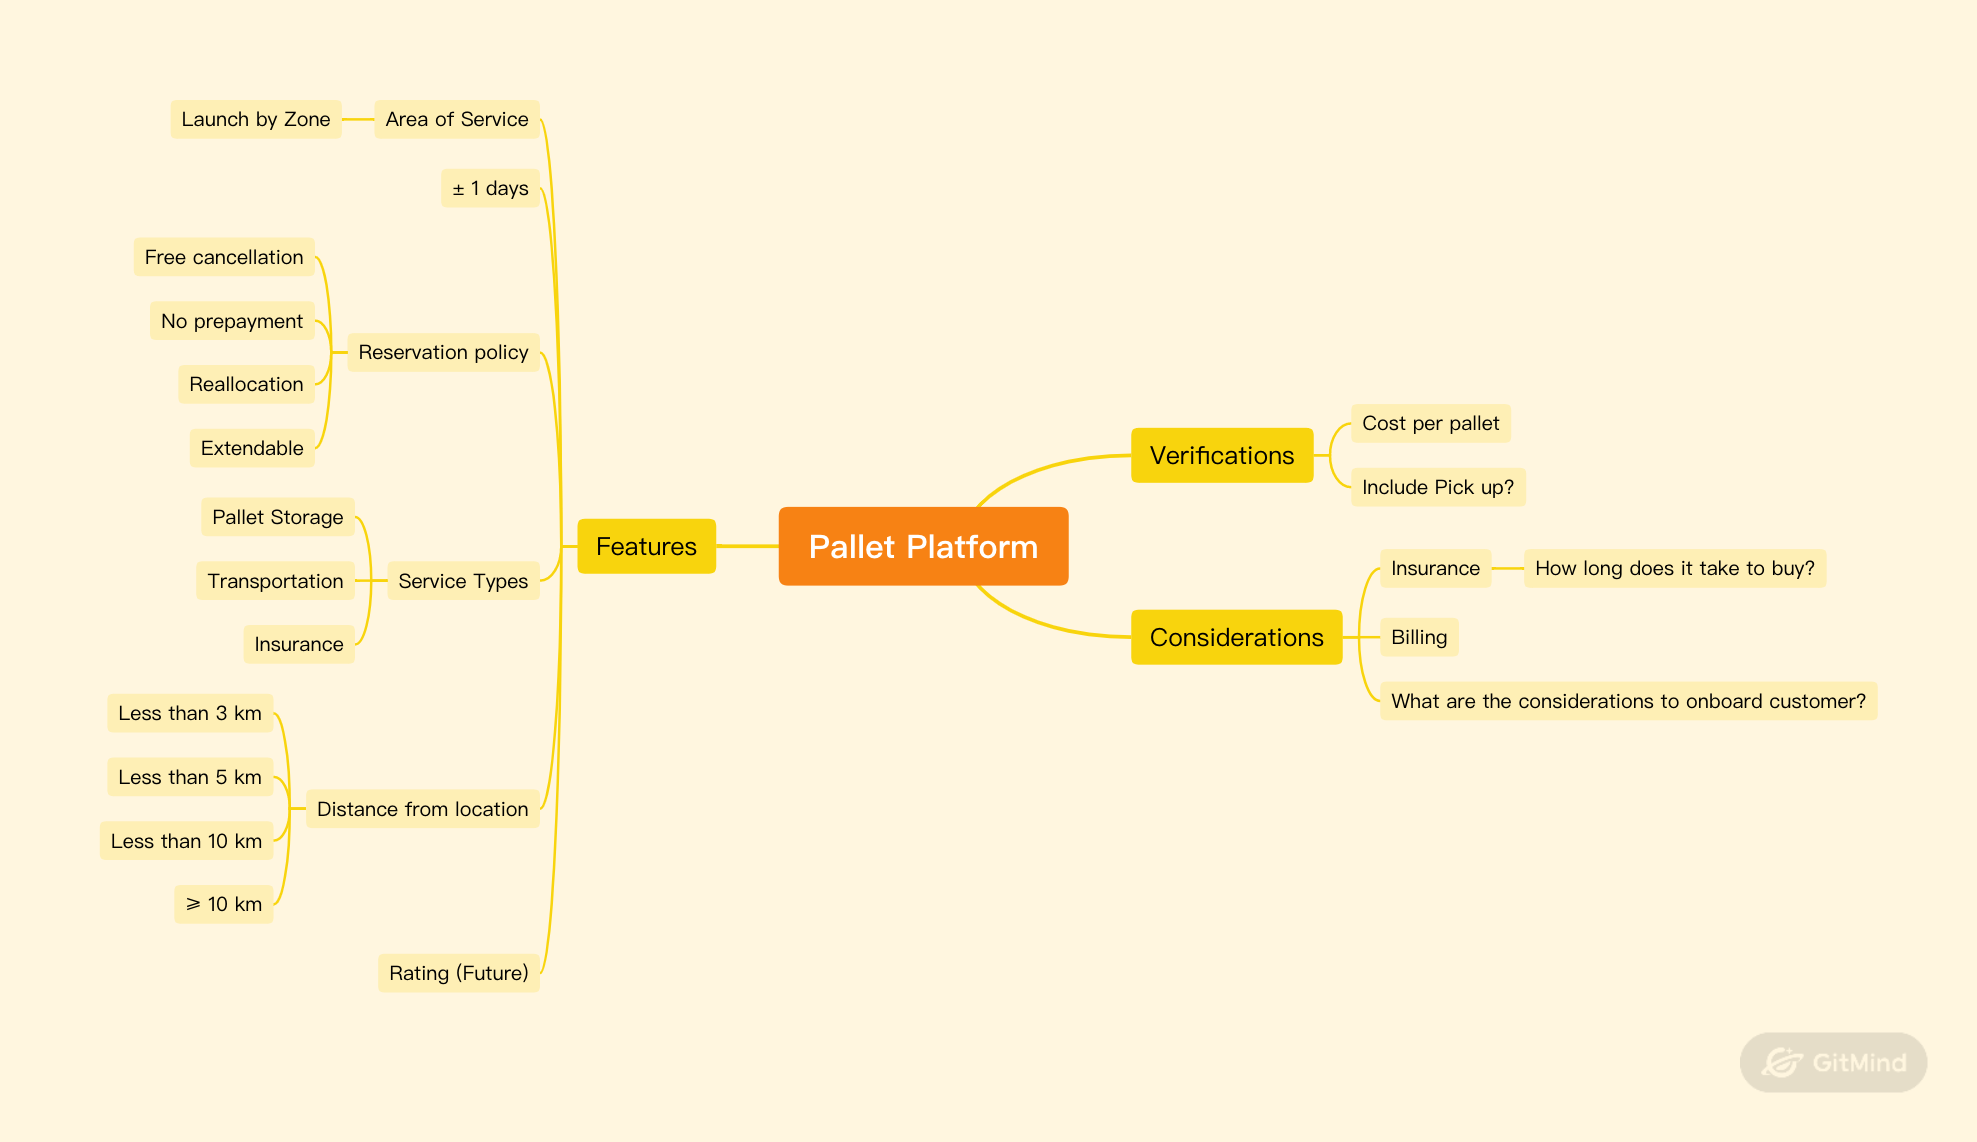 Pallet Platform
Features
Area of Service
Launch by Zone
± 1 days
Reservation policy
Free cancellation
No prepayment
Reallocation
Extendable
Service Types
Pallet Storage
Transportation
Insurance
Distance from location
Less than 3 km
Less than 5 km
Less than 10 km
⩾ 10 km
Rating (Future)
Verifications
Cost per pallet
Include Pick up?
Considerations
Insurance
How long does it take to buy?
Billing
What are the considerations to onboard customer?
GitMind